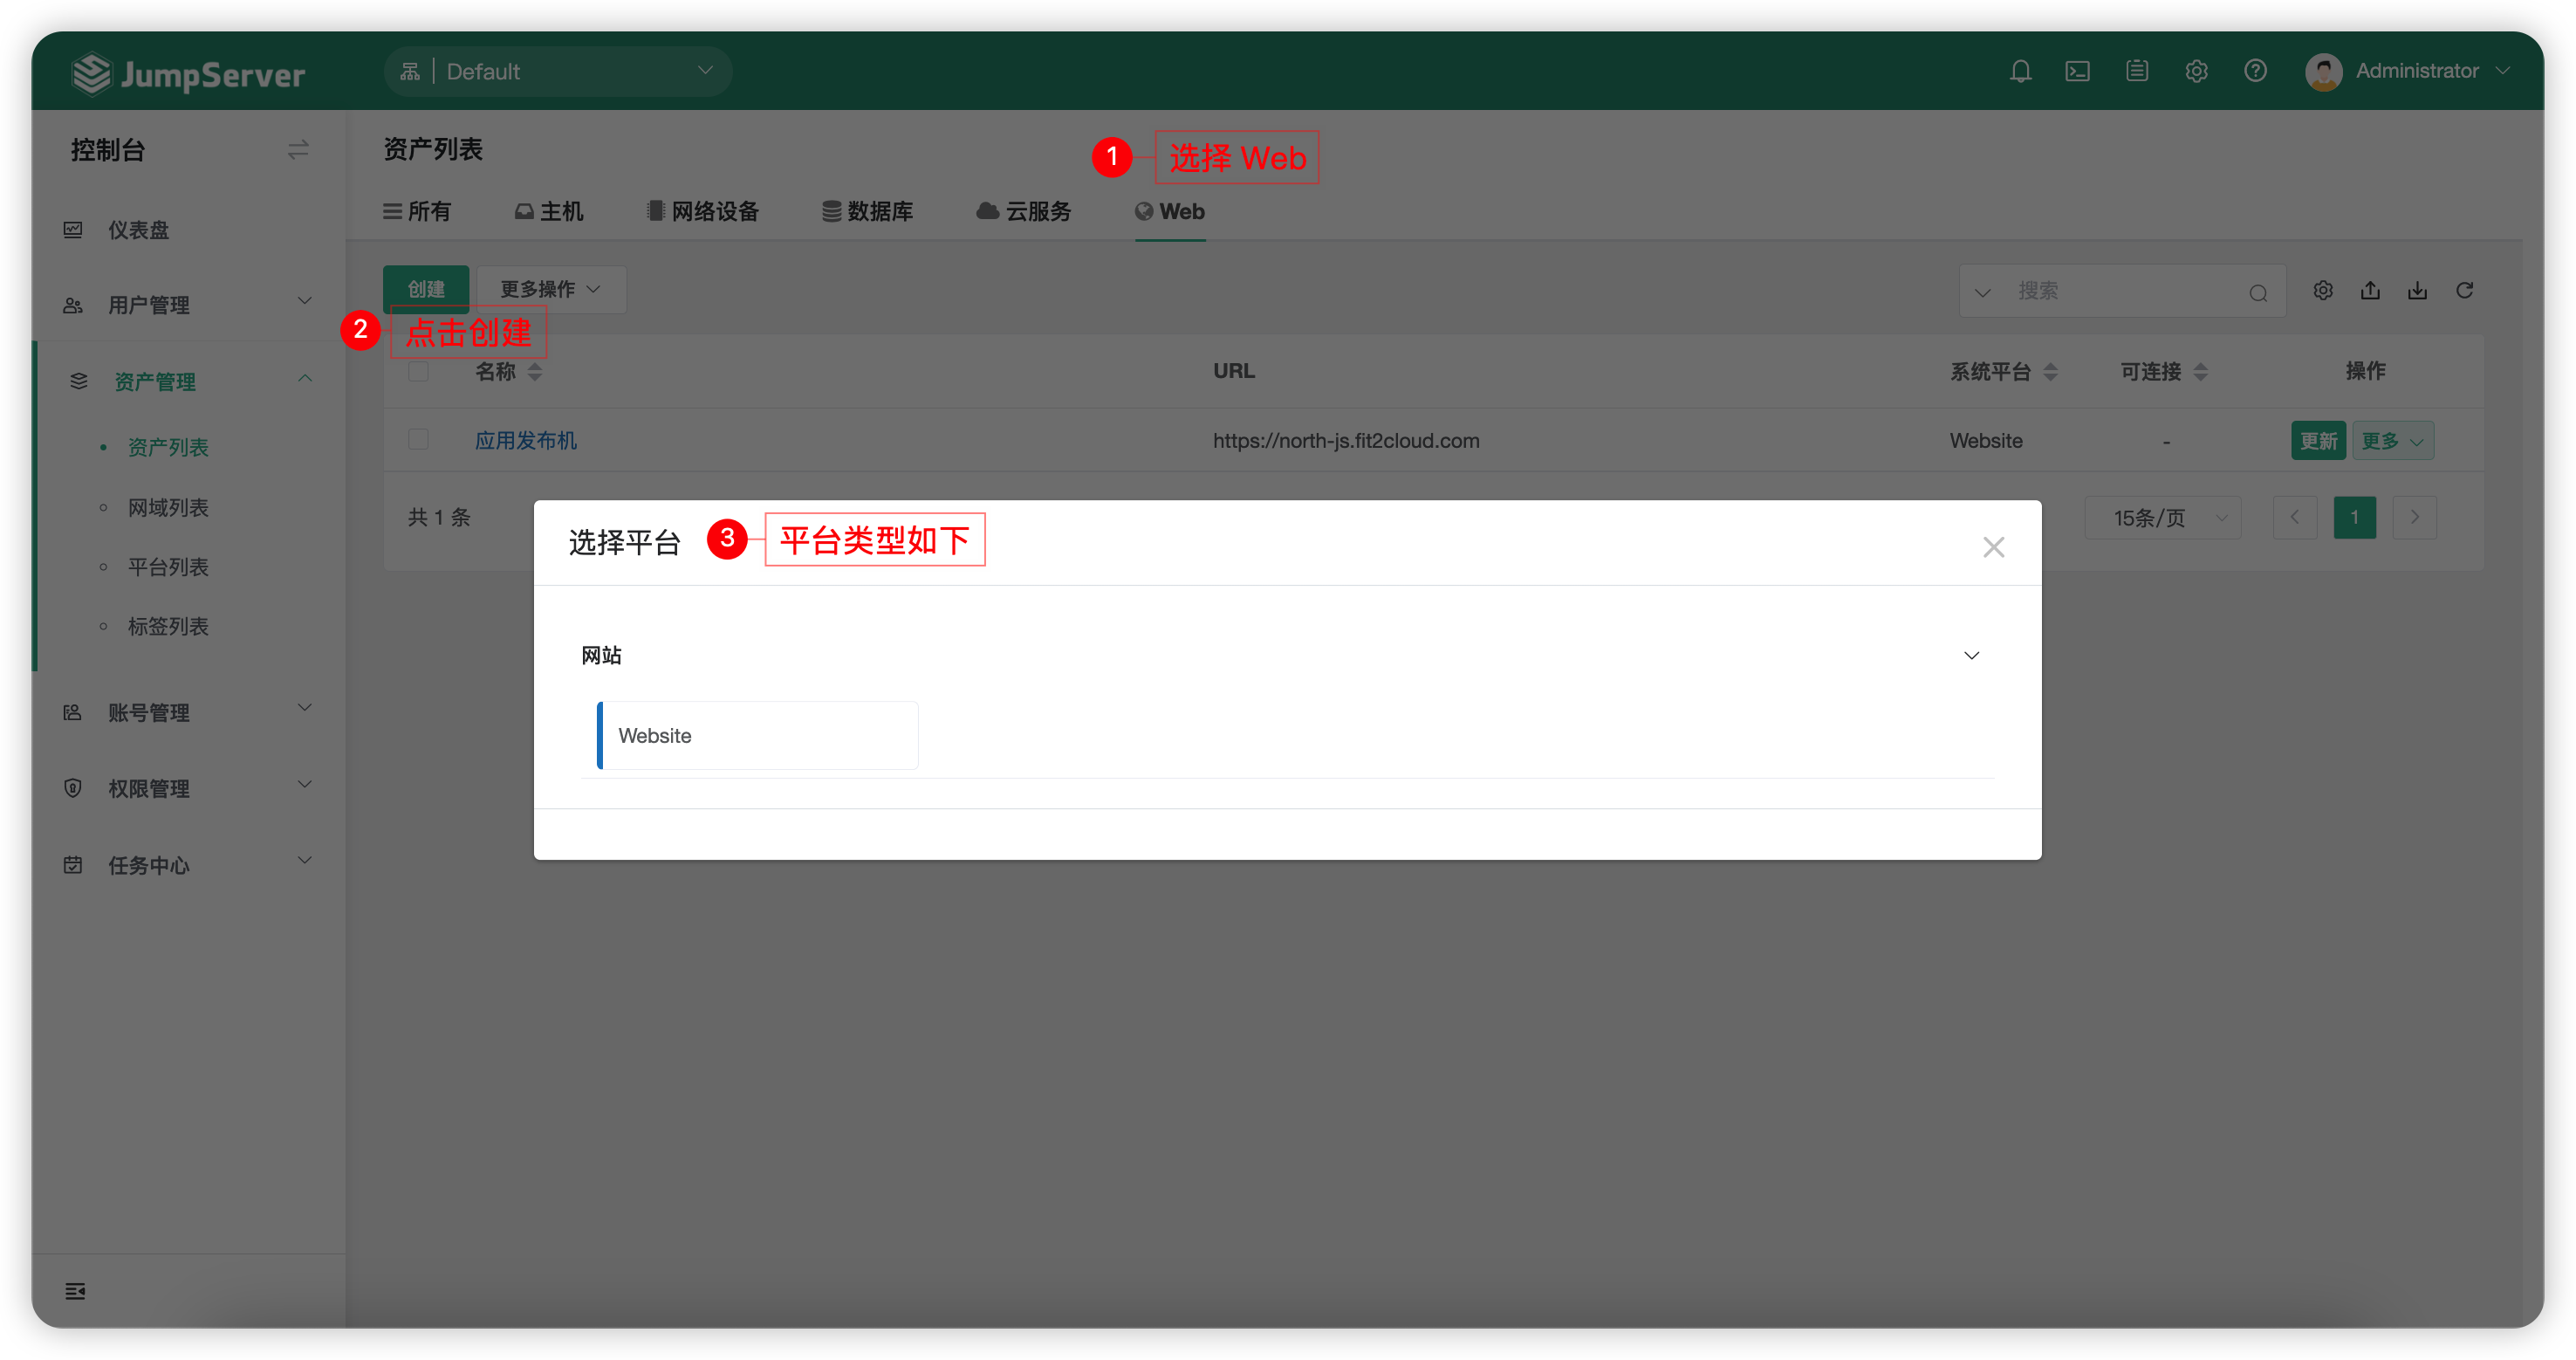 JumpServer
Default
Administrator
控制台
资产列表
1 选择 Web
所有 主机 网络设备 数据库 云服务 Web
仪表盘
用户管理
资产管理
资产列表
网域列表
平台列表
标签列表
账号管理
权限管理
任务中心
创建 更多操作
搜索
2 点击创建
名称 URL 系统平台 可连接 操作
应用发布机 https://north-js.fit2cloud.com Website - 更新 更多
共 1 条
15条/页 1
选择平台 3 平台类型如下
网站
Website